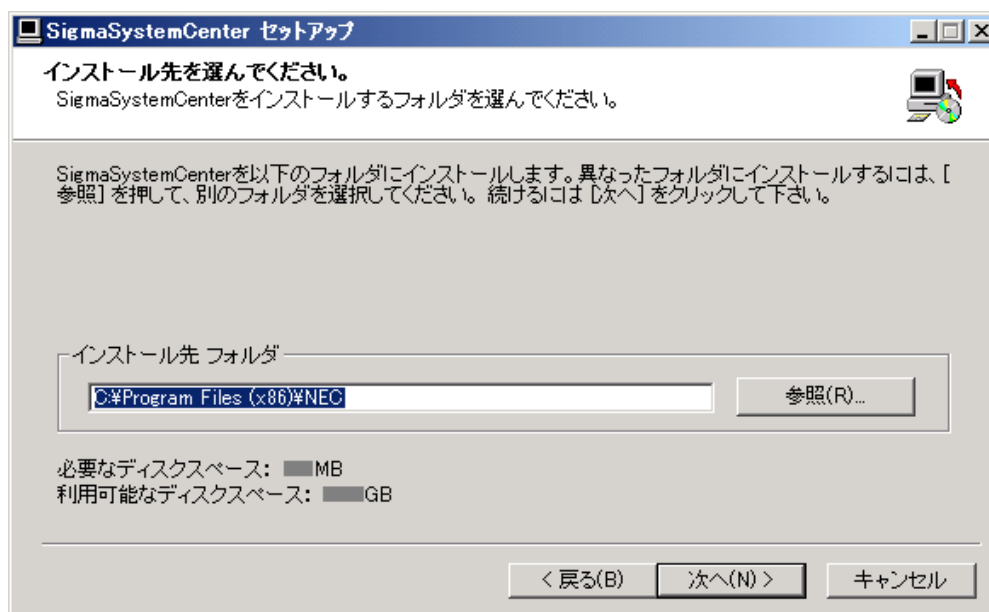 SigmaSystemCenter セットアップ
インストール先を選んでください。
SigmaSystemCenterをインストールするフォルダを選んでください。
SigmaSystemCenterを以下のフォルダにインストールします。異なったフォルダにインストールするには、[
参照] を押して、別のフォルダを選択してください。続けるには [次へ] をクリックして下さい。
インストール先 フォルダ
C:¥Program Files (x86)¥NEC
参照(R)...
必要なディスクスペース: MB
利用可能なディスクスペース: GB
< 戻る(B)
次へ(N) >
キャンセル